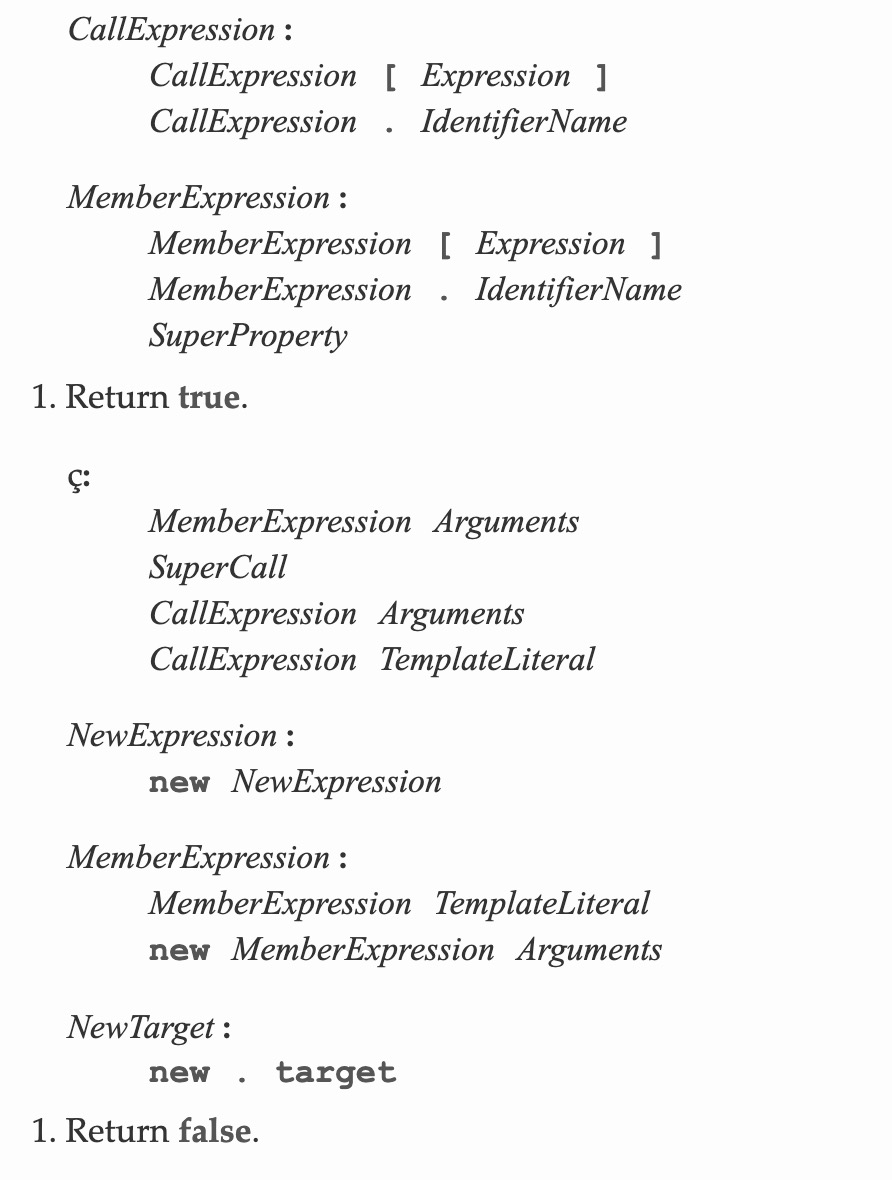 CallExpression :
CallExpression [ Expression ]
CallExpression . IdentifierName
MemberExpression :
MemberExpression [ Expression ]
MemberExpression . IdentifierName
SuperProperty
1. Return true.
ç:
MemberExpression Arguments
SuperCall
CallExpression Arguments
CallExpression TemplateLiteral
NewExpression :
new NewExpression
MemberExpression :
MemberExpression TemplateLiteral
new MemberExpression Arguments
NewTarget :
new . target
1. Return false.